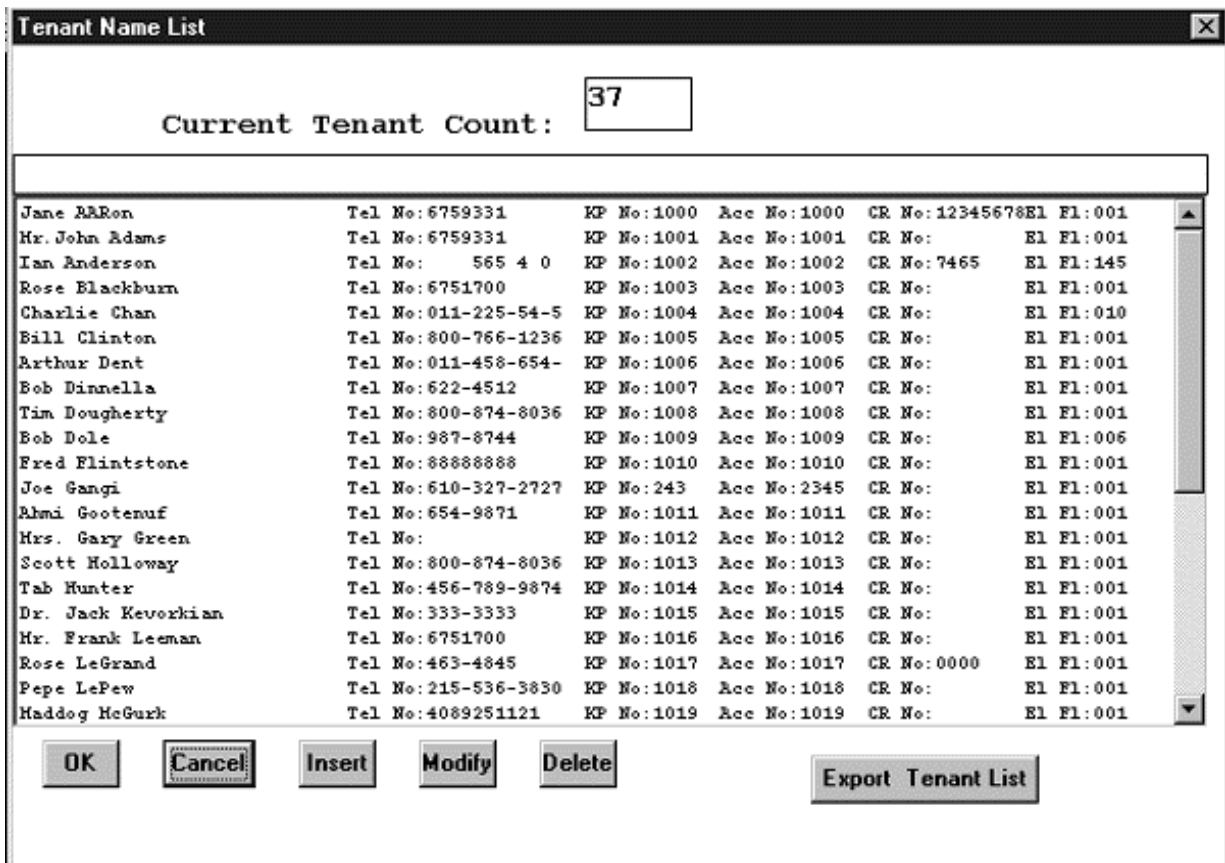 Tenant Name List
37
Current Tenant Count:
Jane AARon Tel No:6759331 KP No:1000 Acc No:1000 CR No:12345678El Fl:001
Mr.John Adams Tel No:6759331 KP No:1001 Acc No:1001 CR No: El Fl:001
Ian Anderson Tel No: 565 4 0 KP No:1002 Acc No:1002 CR No:7465 El Fl:145
Rose Blackburn Tel No:6751700 KP No:1003 Acc No:1003 CR No: El Fl:001
Charlie Chan Tel No:011-225-54-5 KP No:1004 Acc No:1004 CR No: El Fl:010
Bill Clinton Tel No:800-766-1236 KP No:1005 Acc No:1005 CR No: El Fl:001
Arthur Dent Tel No:011-458-654- KP No:1006 Acc No:1006 CR No: El Fl:001
Bob Dinnella Tel No:622-4512 KP No:1007 Acc No:1007 CR No: El Fl:001
Tim Dougherty Tel No:800-874-8036 KP No:1008 Acc No:1008 CR No: El Fl:001
Bob Dole Tel No:987-8744 KP No:1009 Acc No:1009 CR No: El Fl:006
Fred Flintstone Tel No:88888888 KP No:1010 Acc No:1010 CR No: El Fl:001
Joe Gangi Tel No:610-327-2727 KP No:243 Acc No:2345 CR No: El Fl:001
Ahmi Gootenuf Tel No:654-9871 KP No:1011 Acc No:1011 CR No: El Fl:001
Mrs. Gary Green Tel No: KP No:1012 Acc No:1012 CR No: El Fl:001
Scott Holloway Tel No:800-874-8036 KP No:1013 Acc No:1013 CR No: El Fl:001
Tab Hunter Tel No:456-789-9874 KP No:1014 Acc No:1014 CR No: El Fl:001
Dr. Jack Kevorkian Tel No:333-3333 KP No:1015 Acc No:1015 CR No: El Fl:001
Mr. Frank Leeman Tel No:6751700 KP No:1016 Acc No:1016 CR No: El Fl:001
Rose LeGrand Tel No:463-4845 KP No:1017 Acc No:1017 CR No:0000 El Fl:001
Pepe LePew Tel No:215-536-3830 KP No:1018 Acc No:1018 CR No: El Fl:001
Maddog McGurk Tel No:4089251121 KP No:1019 Acc No:1019 CR No: El Fl:001
OK Cancel Insert Modify Delete Export Tenant List